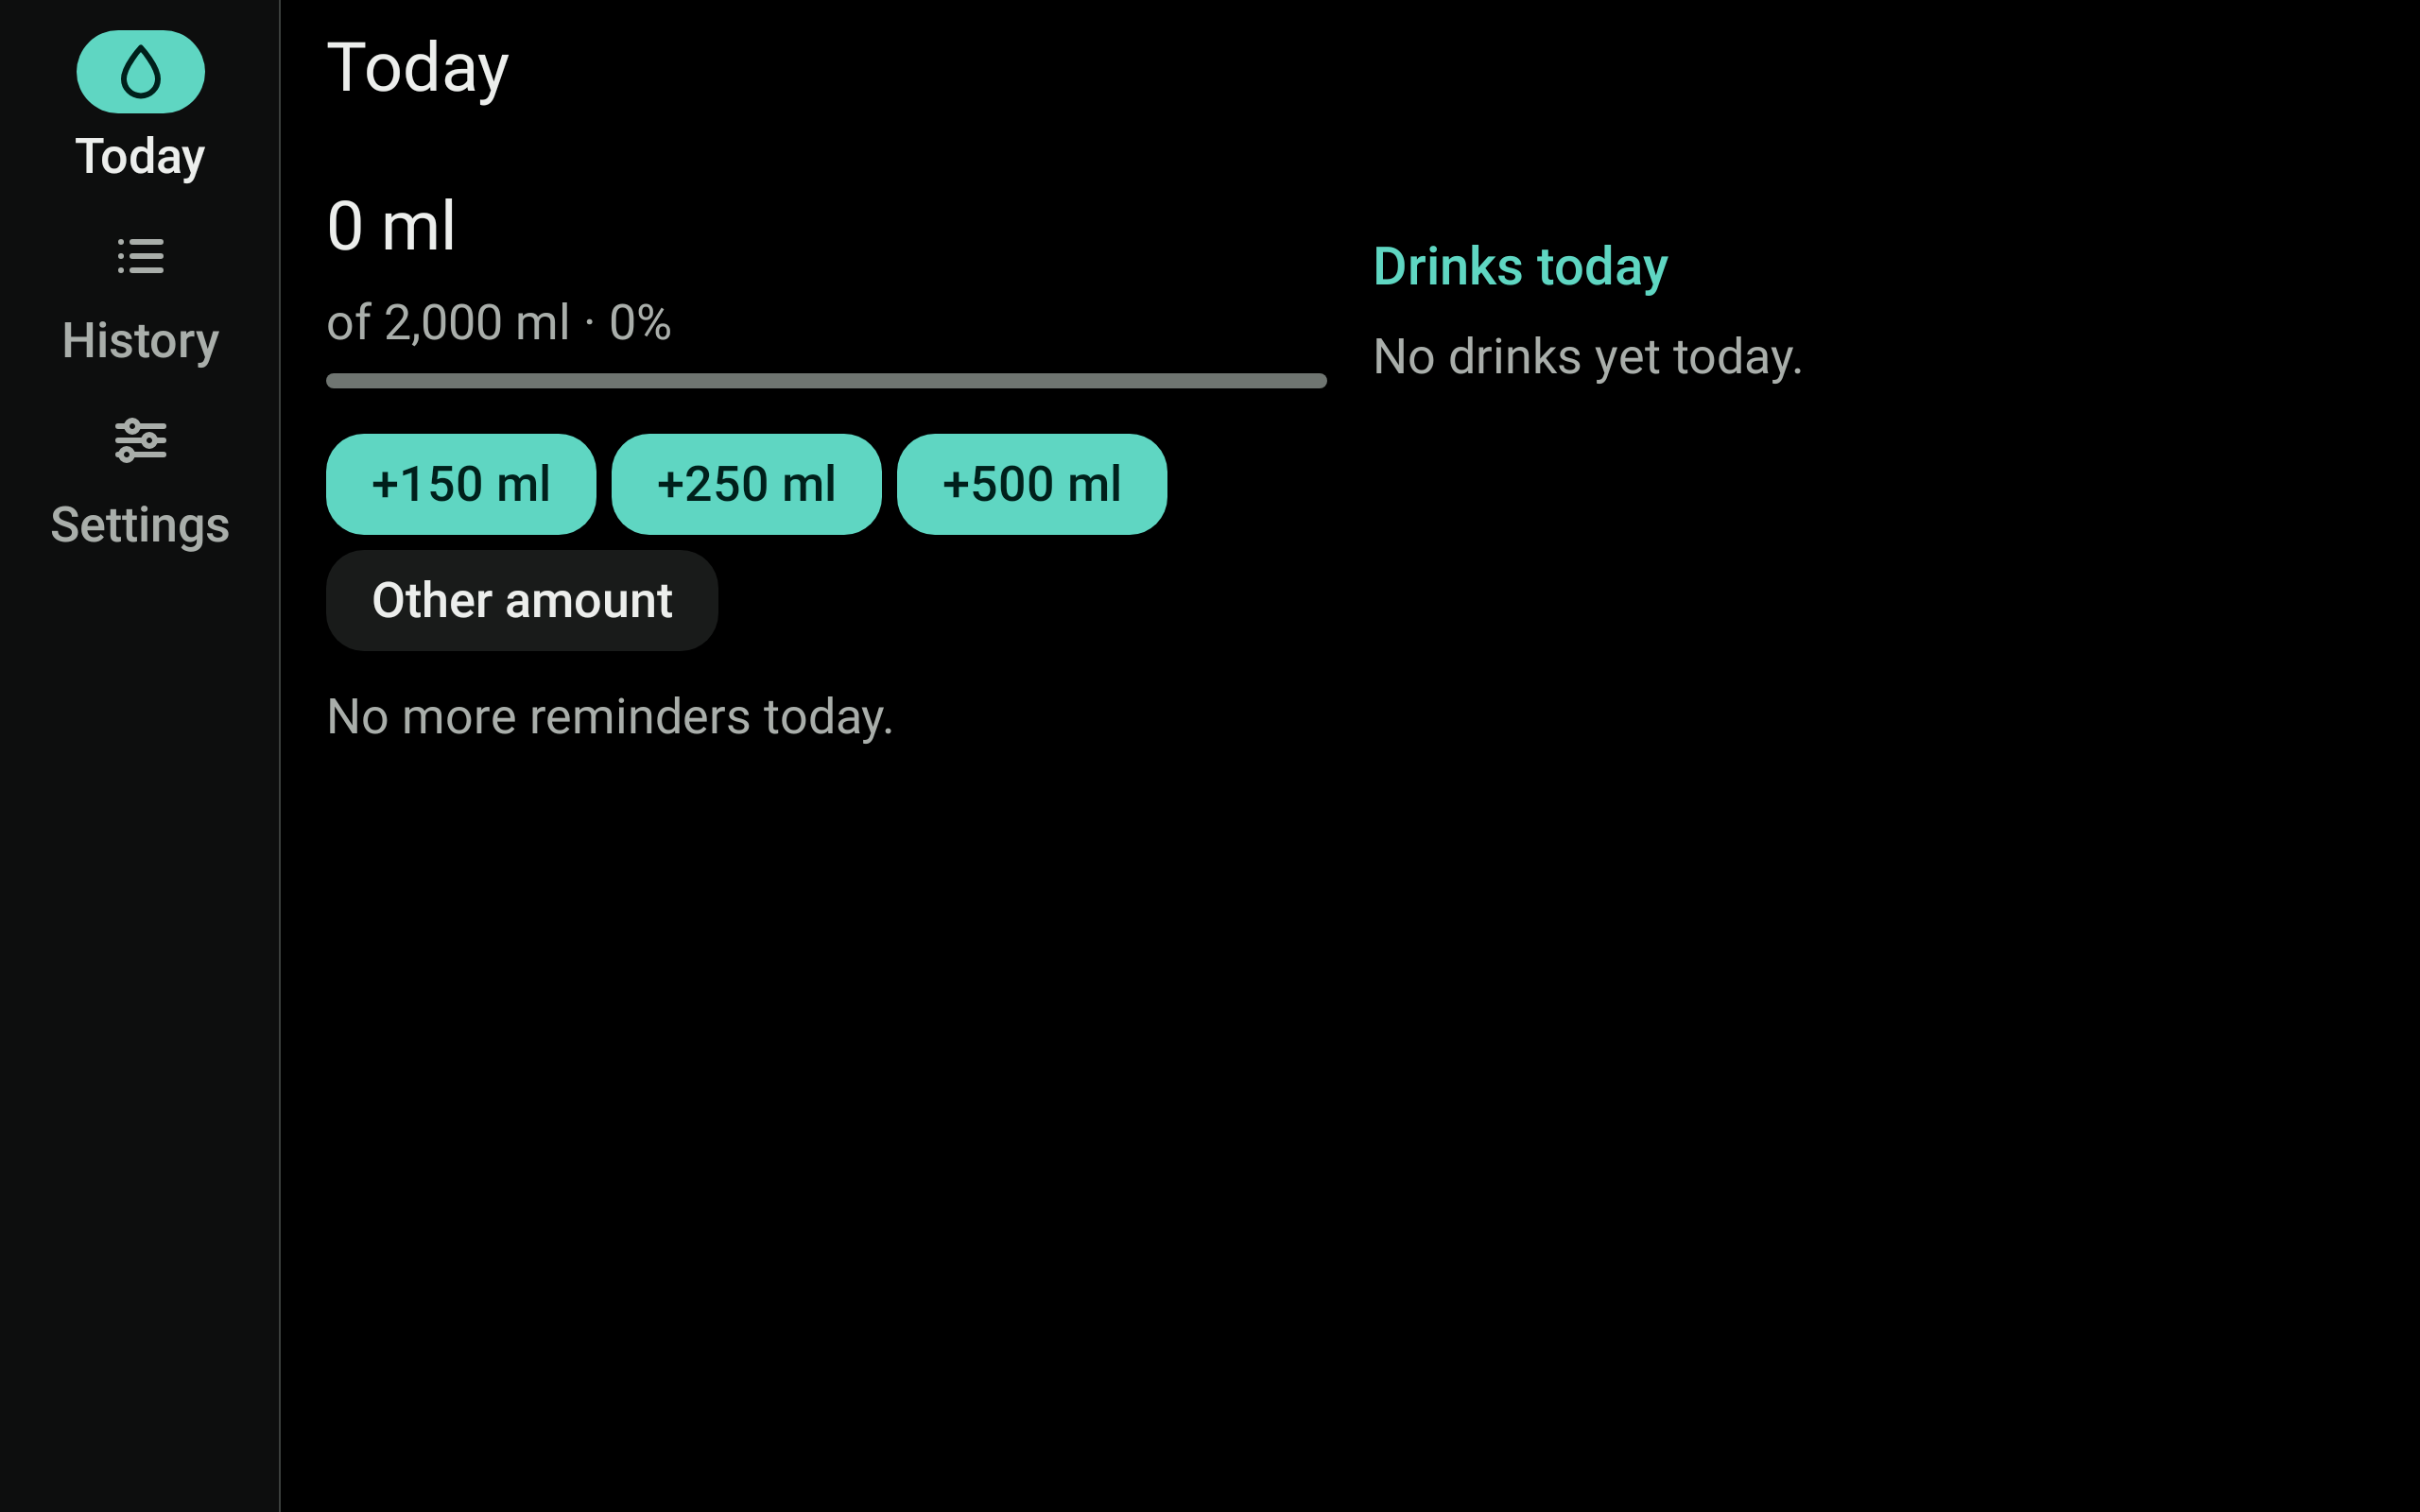 Today
History
Settings
Today
0 ml
of 2,000 ml · 0%
+150 ml
+250 ml
+500 ml
Other amount
No more reminders today.
Drinks today
No drinks yet today.